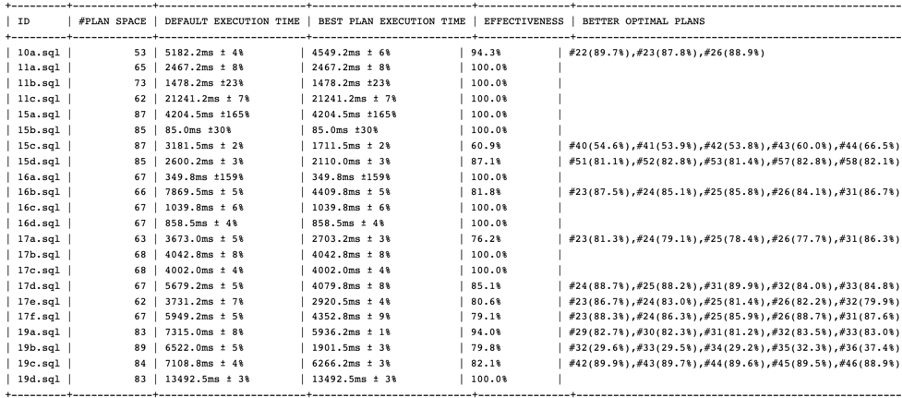 | ID | #PLAN SPACE | DEFAULT EXECUTION TIME | BEST PLAN EXECUTION TIME | EFFECTIVENESS | BETTER OPTIMAL PLANS
| 10a.sql | 53 | 5182.2ms ± 4% | 4549.2ms ± 6% | 94.3% | #22(89.7%),#23(87.8%),#26(88.9%)
| 11a.sql | 65 | 2467.2ms ± 8% | 2467.2ms ± 8% | 100.0% |
| 11b.sql | 73 | 1478.2ms ±23% | 1478.2ms ±23% | 100.0% |
| 11c.sql | 62 | 21241.2ms ± 7% | 21241.2ms ± 7% | 100.0% |
| 15a.sql | 87 | 4204.5ms ±165% | 4204.5ms ±165% | 100.0% |
| 15b.sql | 85 | 85.0ms ±30% | 85.0ms ±30% | 100.0% |
| 15c.sql | 87 | 3181.5ms ± 2% | 1711.5ms ± 2% | 60.9% | #40(54.6%),#41(53.9%),#42(53.8%),#43(60.0%),#44(66.5%)
| 15d.sql | 85 | 2600.2ms ± 2% | 2110.0ms ± 3% | 87.1% | #51(81.1%),#52(82.8%),#53(81.4%),#57(82.8%),#58(82.1%)
| 16a.sql | 67 | 349.8ms ±159% | 349.8ms ±159% | 100.0% |
| 16b.sql | 66 | 7869.5ms ± 5% | 4409.8ms ± 5% | 81.8% | #23(87.5%),#24(85.1%),#25(85.8%),#26(84.1%),#31(86.7%)
| 16c.sql | 67 | 1039.8ms ± 6% | 1039.8ms ± 6% | 100.0% |
| 16d.sql | 67 | 858.5ms ± 4% | 858.5ms ± 4% | 100.0% |
| 17a.sql | 63 | 3673.0ms ± 5% | 2703.2ms ± 3% | 76.2% | #23(81.3%),#24(79.1%),#25(78.4%),#26(77.7%),#31(86.3%)
| 17b.sql | 68 | 4042.8ms ± 8% | 4042.8ms ± 8% | 100.0% |
| 17c.sql | 68 | 4002.0ms ± 4% | 4002.0ms ± 4% | 100.0% |
| 17d.sql | 67 | 5679.2ms ± 5% | 4079.8ms ± 8% | 85.1% | #24(88.7%),#25(88.2%),#31(89.9%),#32(84.0%),#33(84.8%)
| 17e.sql | 62 | 3731.2ms ± 7% | 2920.5ms ± 4% | 80.6% | #23(86.7%),#24(83.0%),#25(81.4%),#26(82.2%),#32(79.9%)
| 17f.sql | 67 | 5949.2ms ± 5% | 4352.8ms ± 9% | 79.1% | #23(88.3%),#24(86.3%),#25(85.9%),#26(88.7%),#31(87.6%)
| 19a.sql | 83 | 7315.0ms ± 8% | 5936.2ms ± 1% | 94.0% | #29(82.7%),#30(82.3%),#31(81.2%),#32(83.5%),#33(83.0%)
| 19b.sql | 89 | 6522.0ms ± 5% | 1901.5ms ± 3% | 79.8% | #32(29.6%),#33(29.5%),#34(29.2%),#35(32.3%),#36(37.4%)
| 19c.sql | 84 | 7108.8ms ± 4% | 6266.2ms ± 3% | 82.1% | #42(89.9%),#43(89.7%),#44(89.6%),#45(89.5%),#46(88.9%)
| 19d.sql | 83 | 13492.5ms ± 3% | 13492.5ms ± 3% | 100.0% |